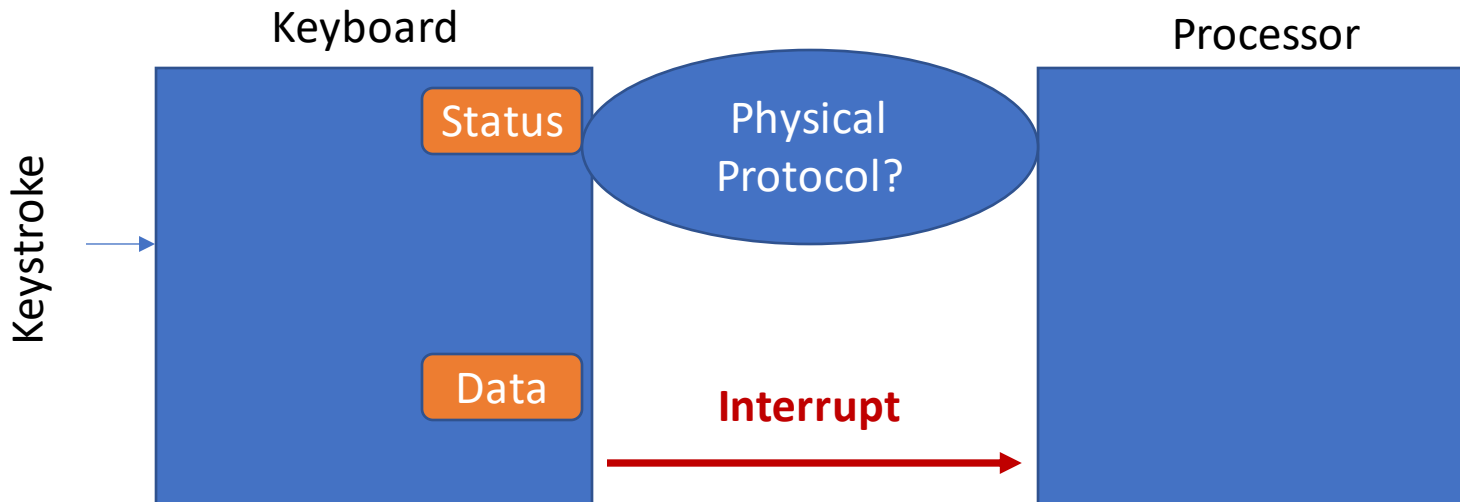 Keyboard
Processor
Status
Physical
Protocol?
Keystroke
Data
Interrupt